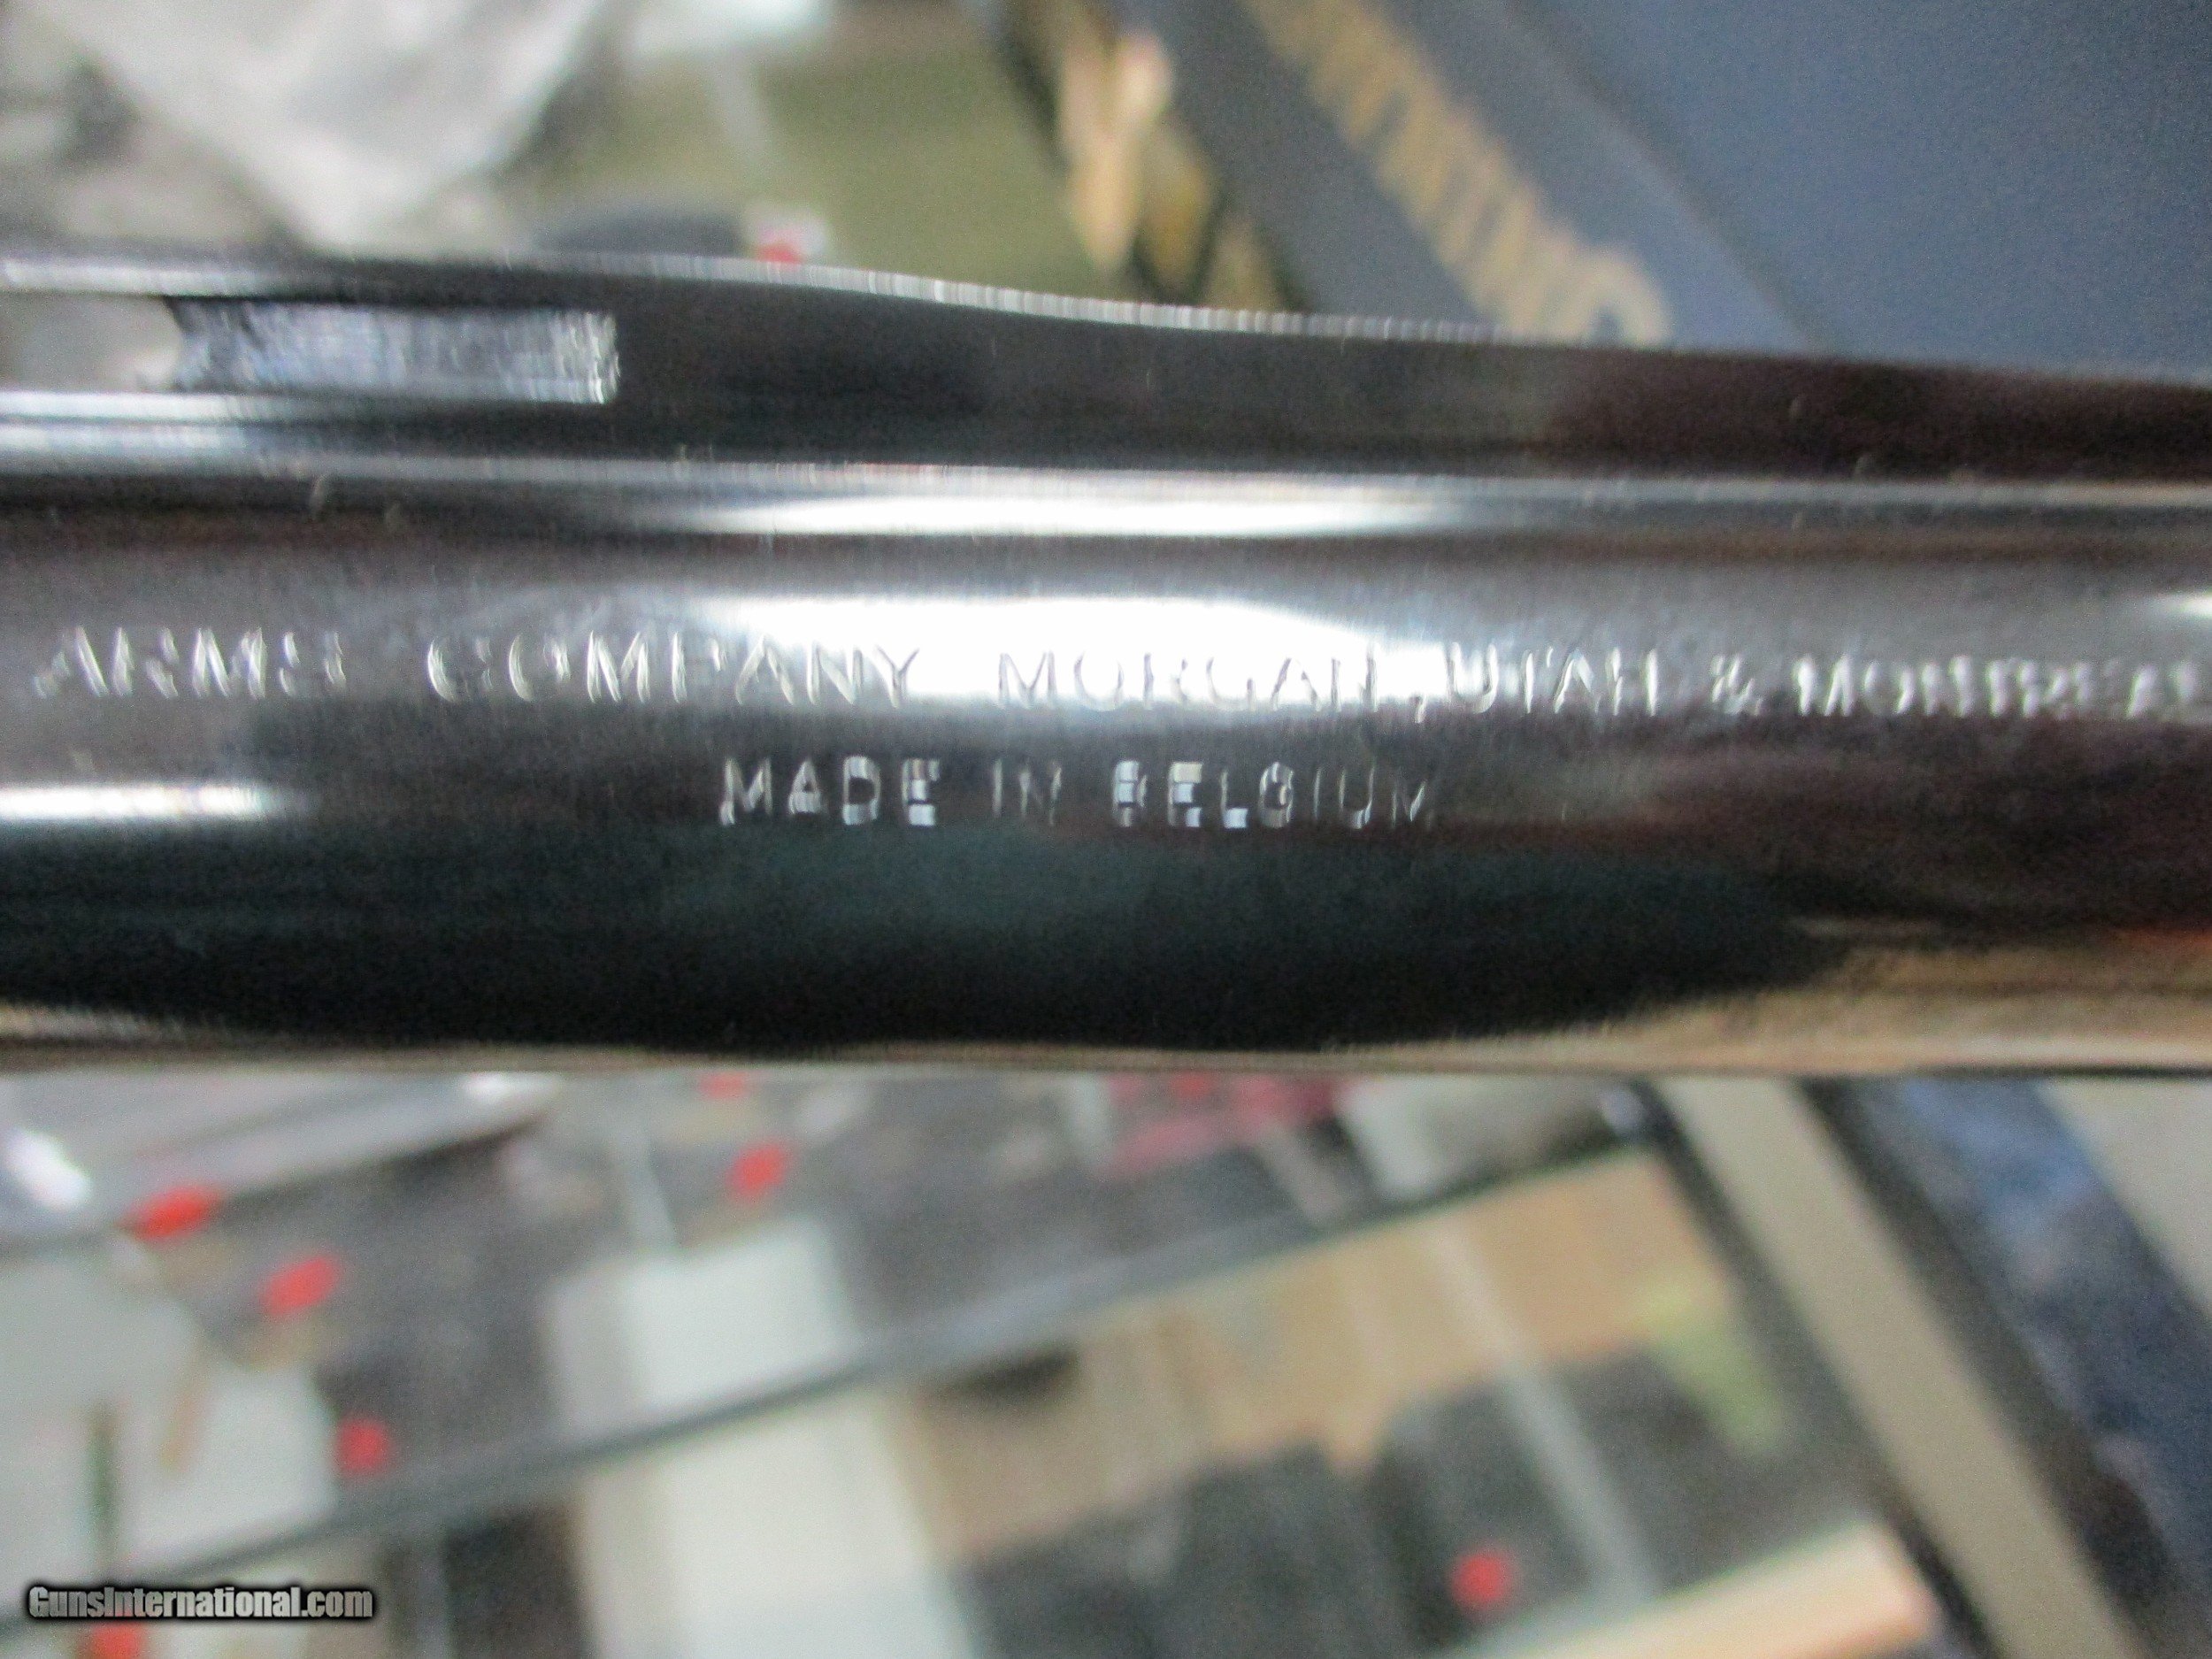 ARMS COMPANY MORGAN, UTAH & MONTREAL
MADE IN BELGIUM
GunsInternational.com